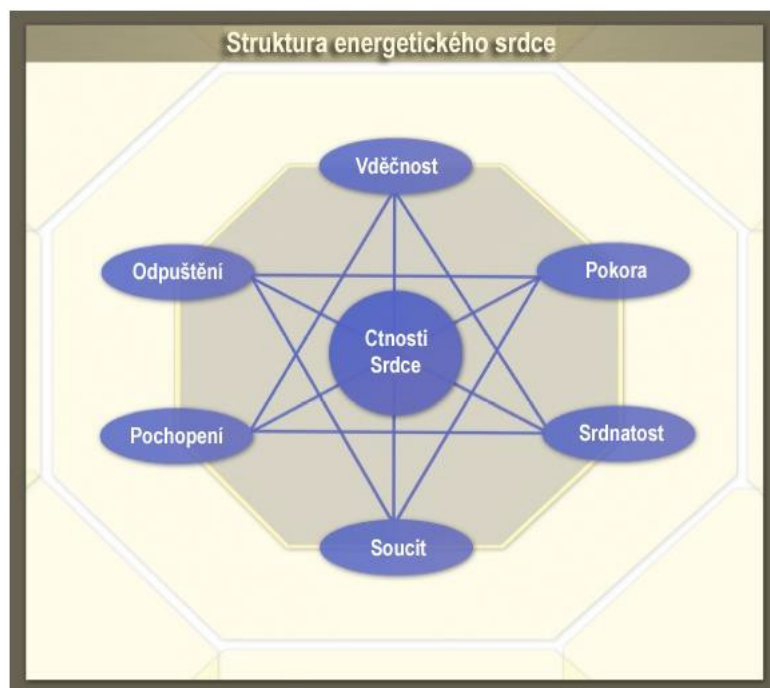 Struktura energetického srdce
Vděčnost
Odpuštění
Pokora
Ctnosti
Srdce
Pochopení
Srdnatost
Soucit